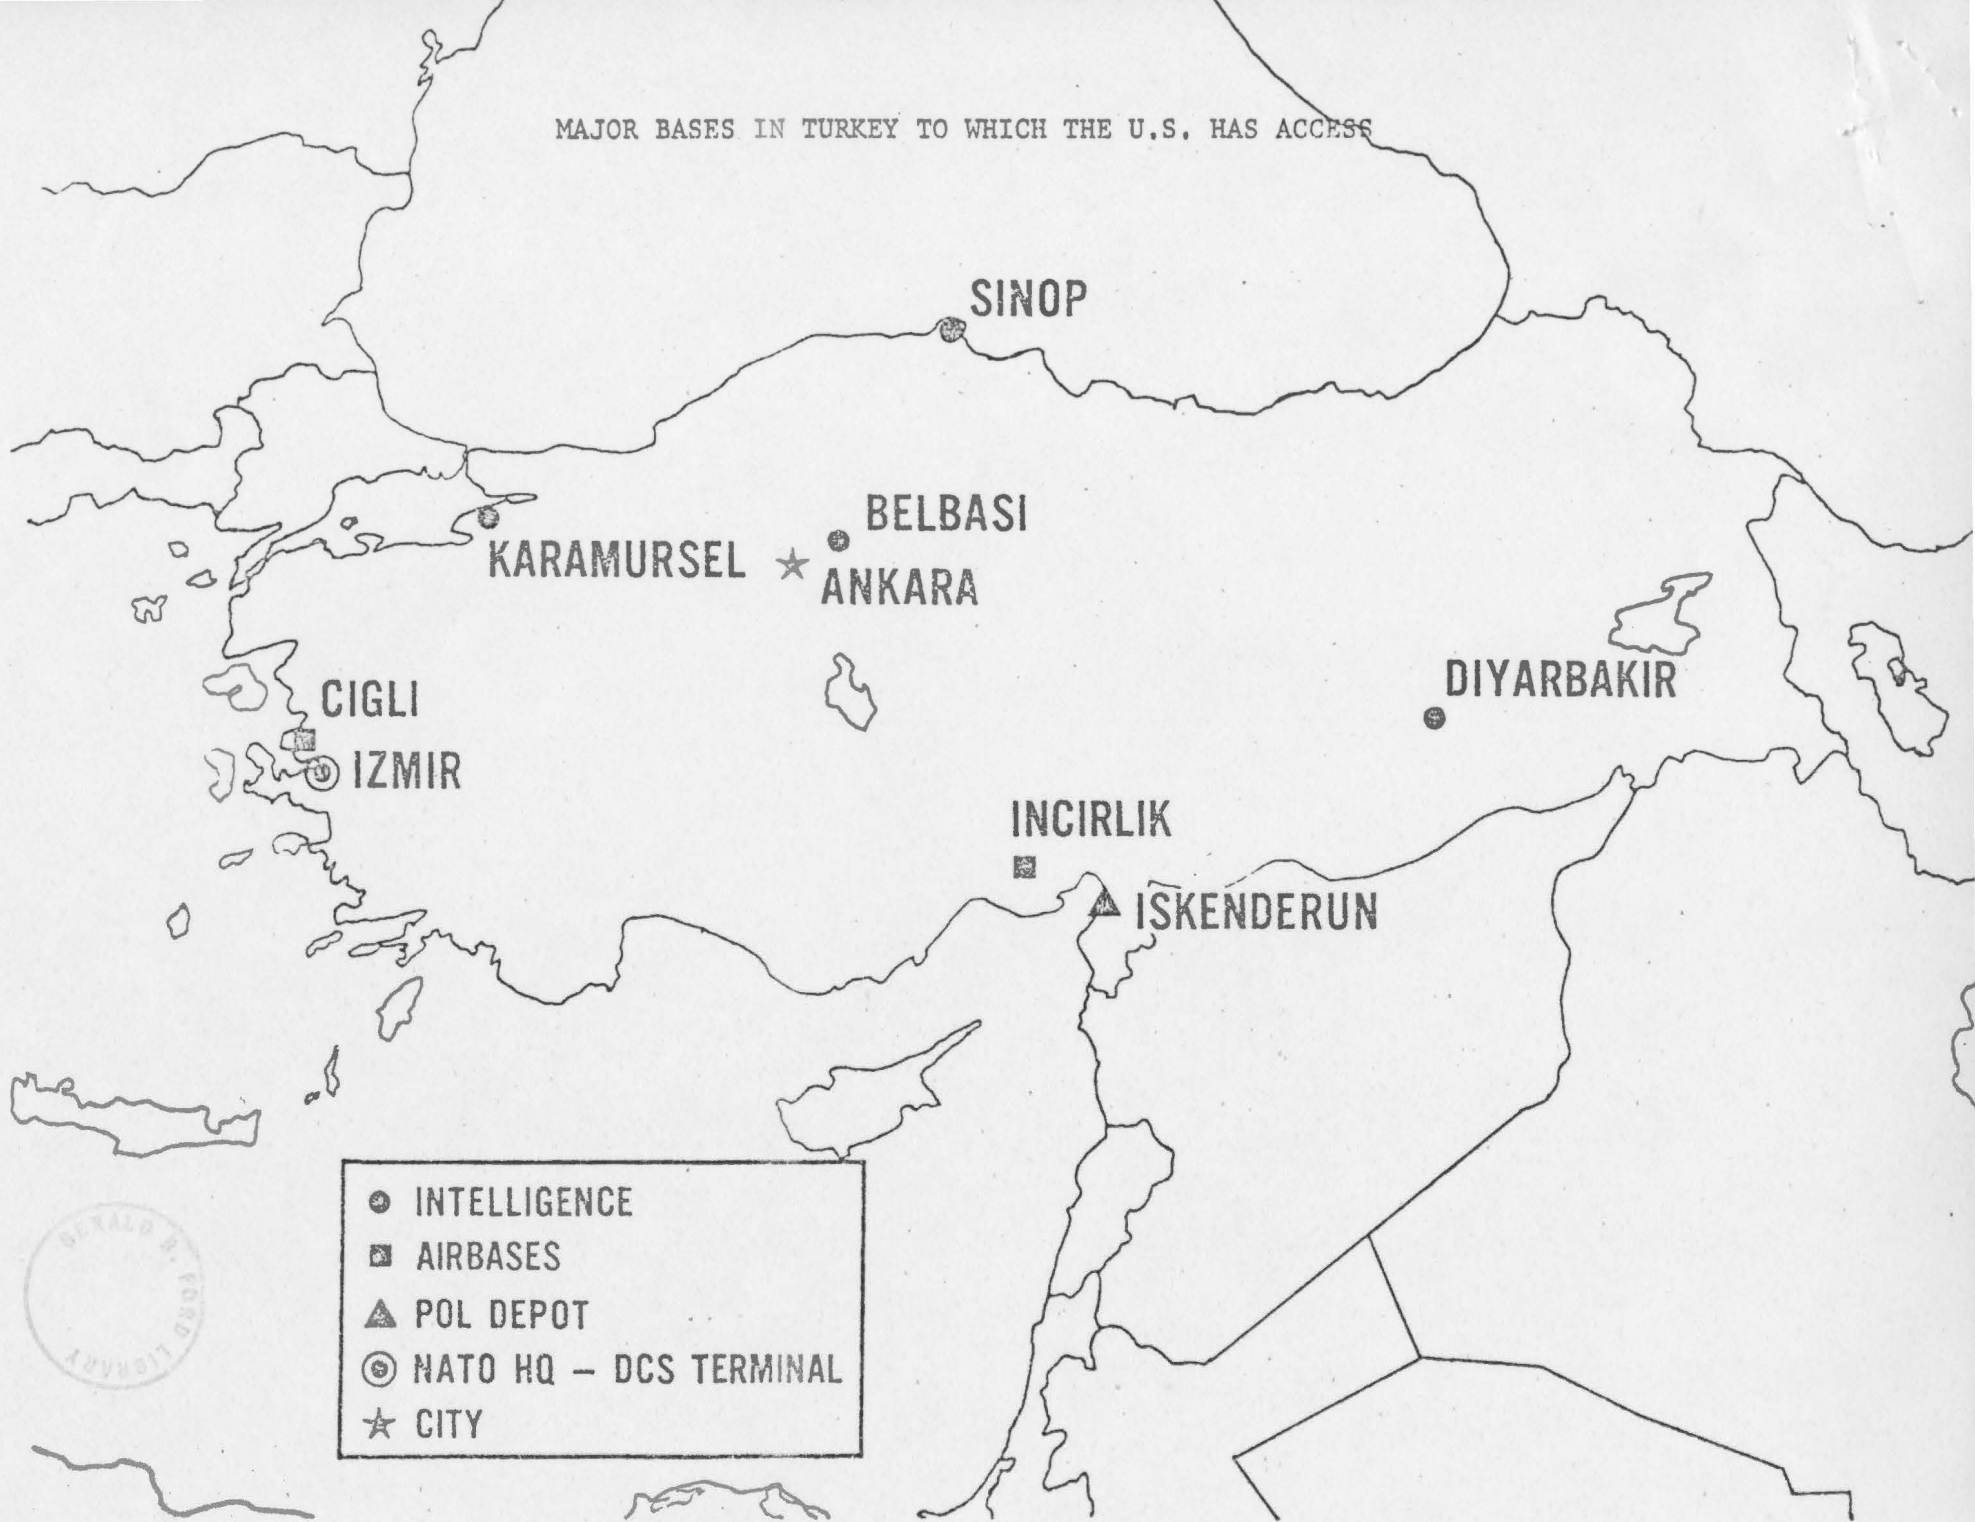 MAJOR BASES IN TURKEY TO WHICH THE U.S. HAS ACCESS
SINOP
BELBASI
KARAMURSEL
ANKARA
DIYARBAKIR
CIGLI
IZMIR
INCIRLIK
ISKENDERUN
INTELLIGENCE
AIRBASES
POL DEPOT
NATO HQ – DCS TERMINAL
CITY
GERALD R. FORD LIBRARY